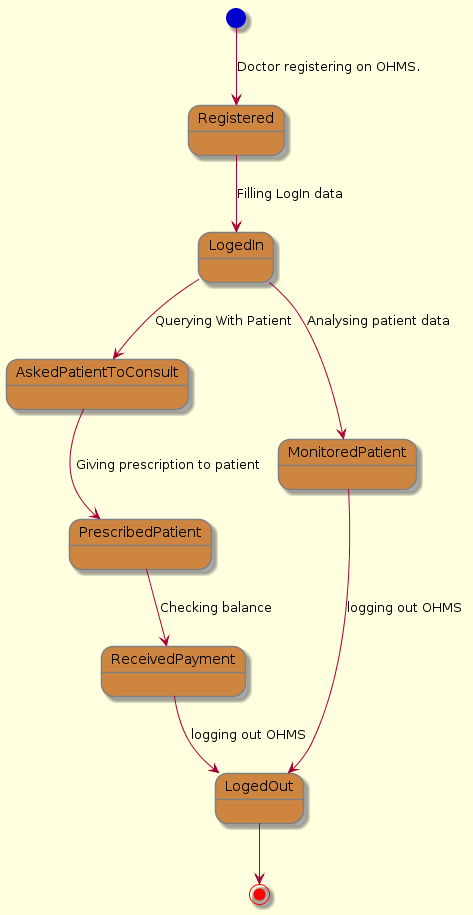 Doctor registering on OHMS.
Registered
Filling LogIn data
LogedIn
Querying With Patient
Analysing patient data
AskedPatientToConsult
MonitoredPatient
Giving prescription to patient
PrescribedPatient
Checking balance
logging out OHMS
ReceivedPayment
logging out OHMS
LogedOut